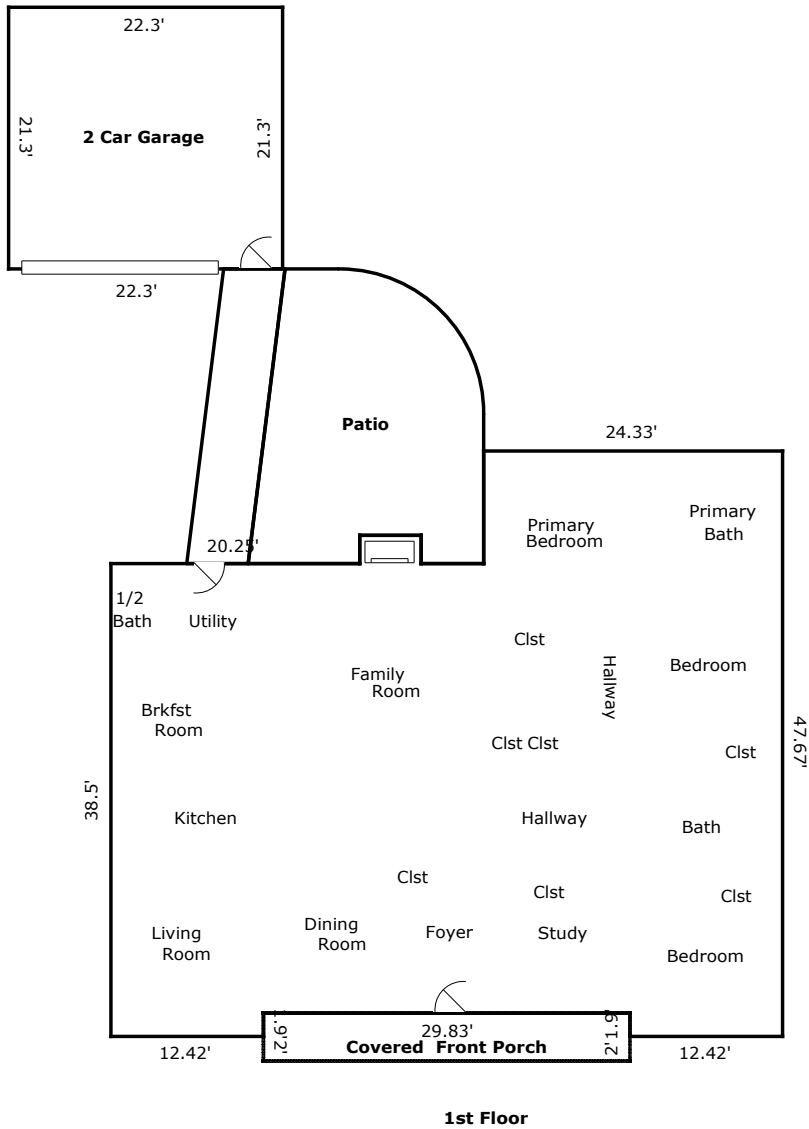 22.3'
21.3'
2 Car Garage
21.3'
22.3'
Patio
24.33'
Primary
Bedroom
Primary
Bath
20.25'
1/2
Bath
Utility
Clst
Hallway
Bedroom
Family
Room
Brkfst
Room
Clst Clst
Clst
47.67'
38.5'
Kitchen
Hallway
Bath
Clst
Clst
Clst
Living
Room
Dining
Room
Foyer
Study
Bedroom
29.83'
Covered Front Porch
12.42'
12.42'
1st Floor